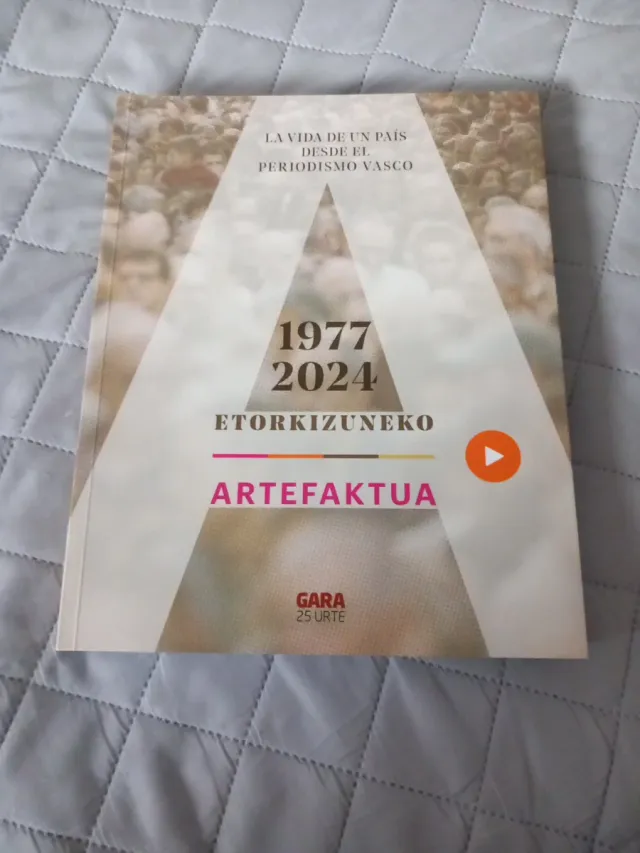 LA VIDA DE UN PAÍS
DESDE EL
PERIODISMO VASCO
1977
2024
ETORKIZUNEKO
ARTEFAKTUA
GARA
25 URTE